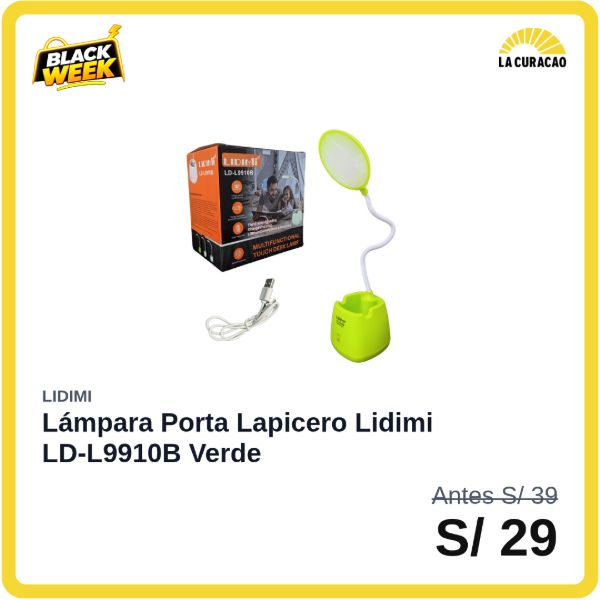 BLACK
WEEK
LA CURACAO
LIDIMI
LD-L9910B
MULTIFUNCTIONAL
TOUCH DESK LAMP
LIDIMI
Lámpara Porta Lapicero Lidimi
LD-L9910B Verde
Antes S/ 39
S/ 29